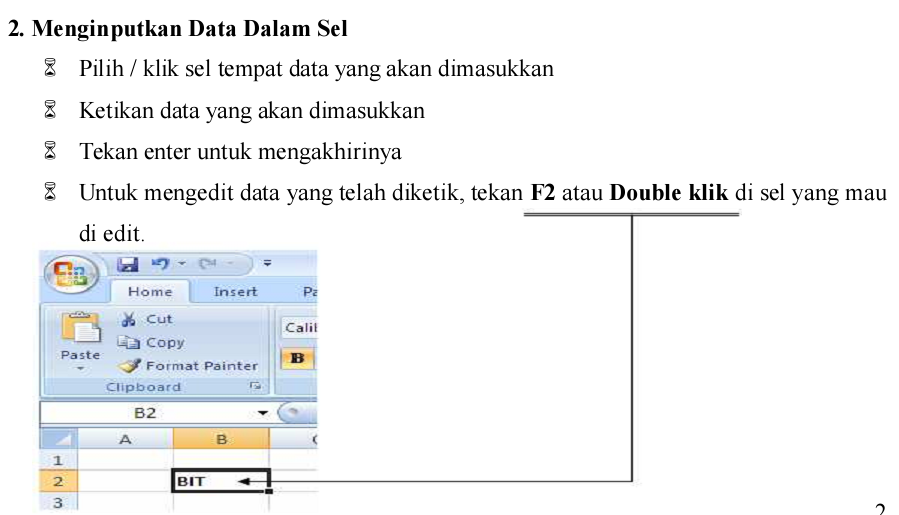 2. Menginputkan Data Dalam Sel
Pilih / klik sel tempat data yang akan dimasukkan
Ketikan data yang akan dimasukkan
Tekan enter untuk mengakhirinya
Untuk mengedit data yang telah diketik, tekan F2 atau Double klik di sel yang mau
di edit.
Home Insert
Cut
Copy
Paste
Format Painter
Clipboard
B
B2
A B
1
2 BIT
3
2